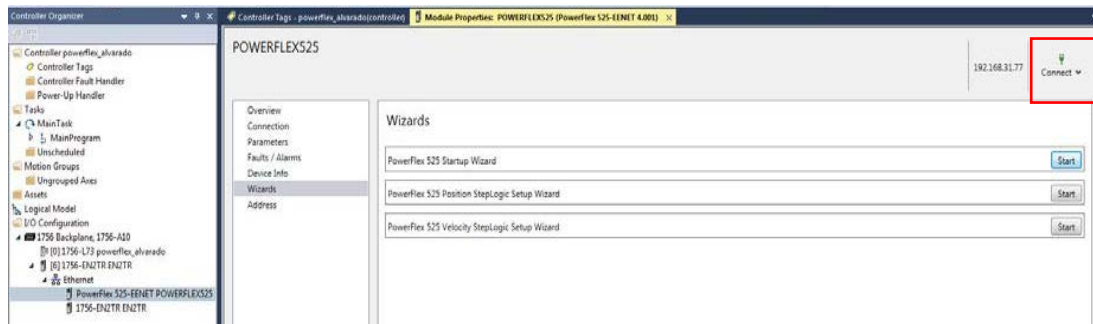 Controller Organizer
Controller Tags - powerflex_alvarado(controller)
Module Properties: POWERFLEX525 (PowerFlex 525-EENET 4.001)
Controller powerflex_alvarado
Controller Tags
Controller Fault Handler
Power-Up Handler
Tasks
MainTask
MainProgram
Unscheduled
Motion Groups
Ungrouped Axes
Assets
Logical Model
I/O Configuration
1756 Backplane, 1756-A10
[0] 1756-L73 powerflex_alvarado
[6] 1756-EN2TR EN2TR
Ethernet
PowerFlex 525-EENET POWERFLEX525
1756-EN2TR EN2TR
POWERFLEX525
192.168.31.77
Connect
Overview
Connection
Parameters
Faults / Alarms
Device Info
Wizards
Address
Wizards
PowerFlex 525 Startup Wizard
Start
PowerFlex 525 Position StepLogic Setup Wizard
Start
PowerFlex 525 Velocity StepLogic Setup Wizard
Start